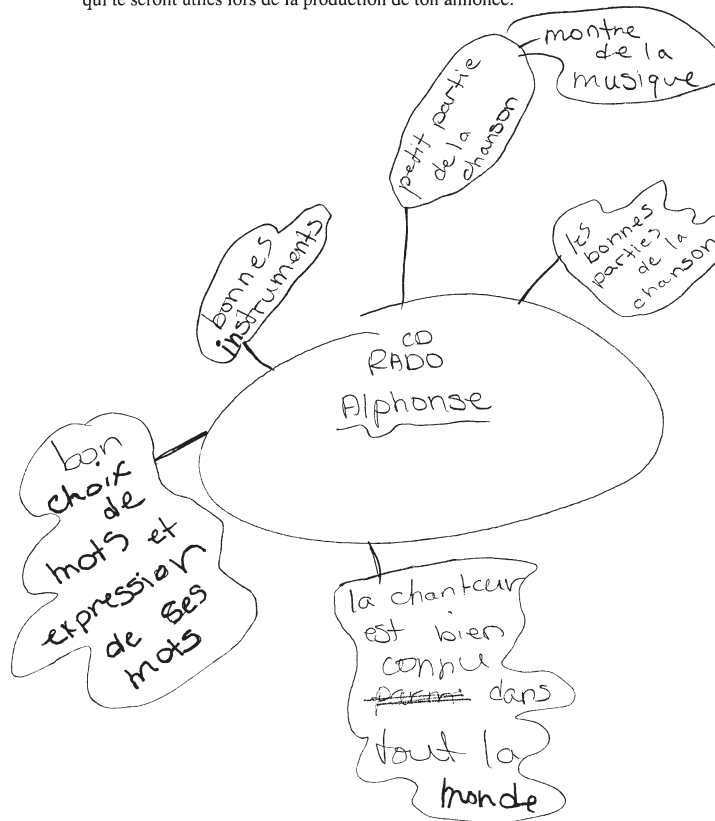 qui te seront utiles lors de la production de ton annonce.
montre
de la
musique
petit partie
de la
chanson
les
bonnes
parties
de la
chanson
bonnes
instruments
CD
RADO
Alphonse
bon
choix
de
mots et
expression
de ses
mots
la chanteur
est bien
connu
parmi dans
tout la
monde